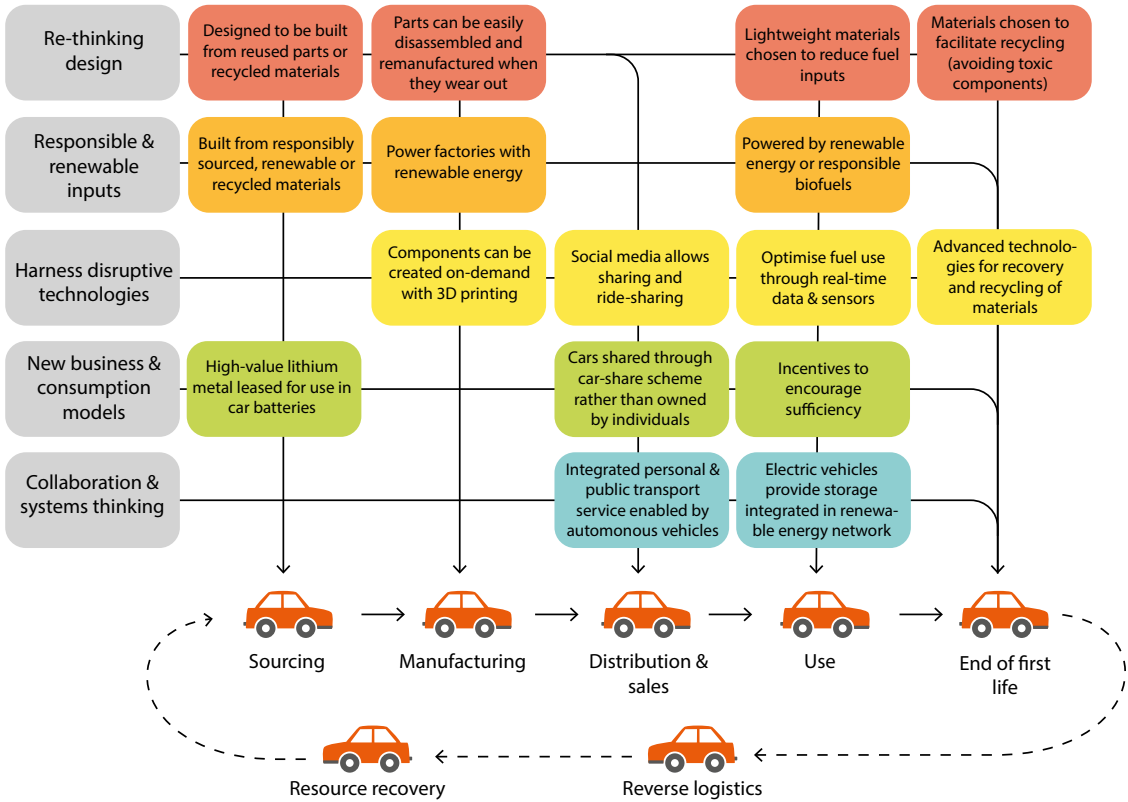 Re-thinking
design
Designed to be built
from reused parts or
recycled materials
Parts can be easily
disassembled and
remanufactured when
they wear out
Lightweight materials
chosen to reduce fuel
inputs
Materials chosen to
facilitate recycling
(avoiding toxic
components)
Responsible &
renewable
inputs
Built from responsibly
sourced, renewable or
recycled materials
Power factories with
renewable energy
Powered by renewable
energy or responsible
biofuels
Harness disruptive
technologies
Components can be
created on-demand
with 3D printing
Social media allows
sharing and
ride-sharing
Optimise fuel use
through real-time
data & sensors
Advanced technolo-
gies for recovery
and recycling of
materials
New business &
consumption
models
High-value lithium
metal leased for use in
car batteries
Cars shared through
car-share scheme
rather than owned
by individuals
Incentives to
encourage
sufficiency
Collaboration &
systems thinking
Integrated personal &
public transport
service enabled by
automonous vehicles
Electric vehicles
provide storage
integrated in renewa-
ble energy network
Sourcing
Manufacturing
Distribution &
sales
Use
End of first
life
Resource recovery
Reverse logistics